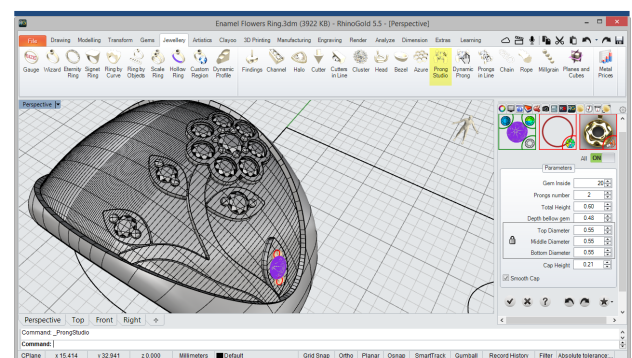 Enamel Flowers Ring.3dm (3922 KB) - RhinoGold 5.5 - [Perspective]
File Drawing Modelling Transform Gems Jewellery Artistics Clayoo 3D Printing Manufacturing Engraving Render Analyze Dimension Extras Learning
Gauge Wizard Eternity Ring Signet Ring Ring by Curve Ring by Objects Scale Ring Hollow Ring Custom Region Dynamic Profile Findings Channel Halo Cutter Cutters in Line Cluster Head Bezel Azure Prong Studio Dynamic Prong Prongs in Line Chain Rope Millgrain Planes and Cubes Metal Prices
Perspective
All ON
Parameters
Gem Inside 20
Prongs number 2
Total Height 0.60
Depth bellow gem 0.48
Top Diameter 0.55
Middle Diameter 0.55
Bottom Diameter 0.55
Cap Height 0.21
Smooth Cap
Perspective Top Front Right
Command: _ProngStudio
Command:
CPlane x 15.414 y 32.941 z 0.000 Millimeters Default Grid Snap Ortho Planar Osnap SmartTrack Gumball Record History Filter Absolute tolerance:...